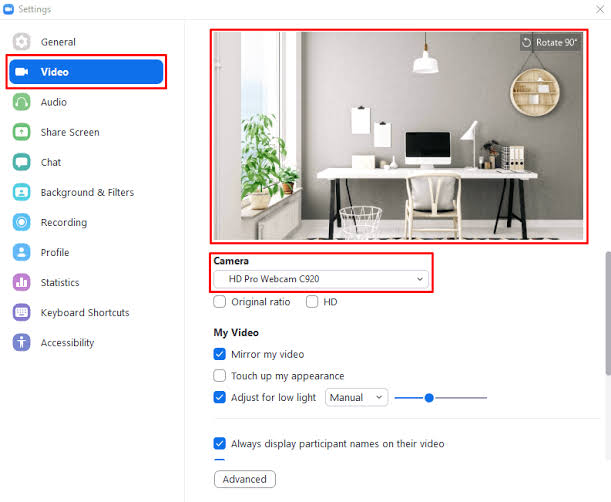 Settings
General
Video
Audio
Share Screen
Chat
Background & Filters
Recording
Profile
Statistics
Keyboard Shortcuts
Accessibility
Rotate 90°
Camera
HD Pro Webcam C920
Original ratio HD
My Video
Mirror my video
Touch up my appearance
Adjust for low light Manual
Always display participant names on their video
Advanced